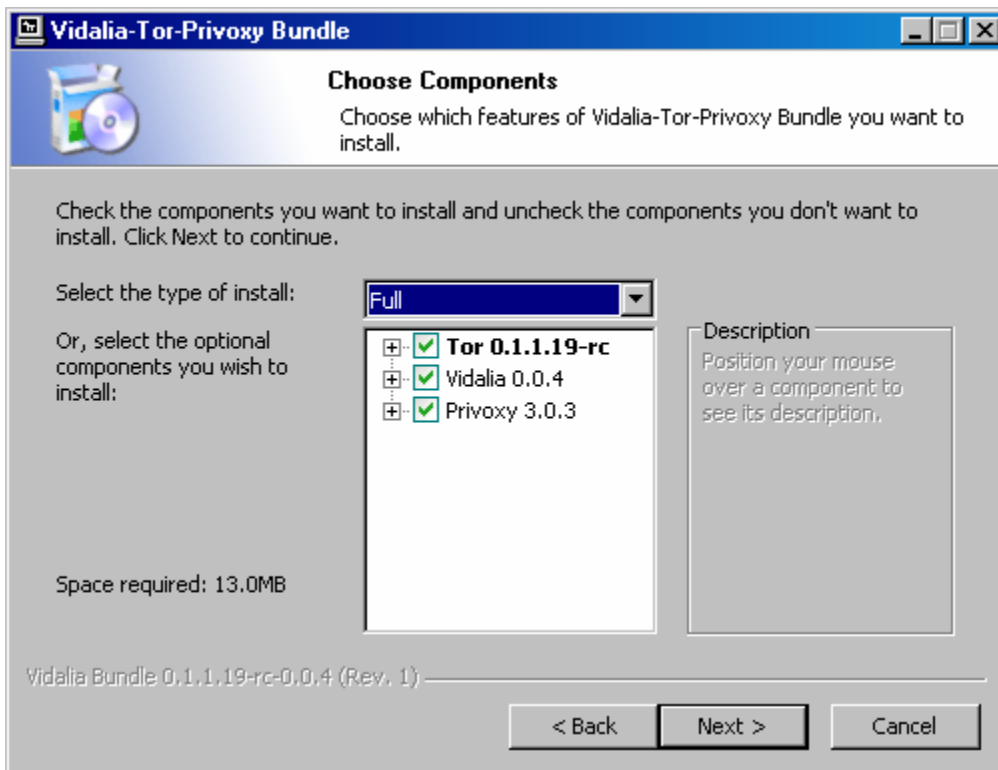 Vidalia-Tor-Privoxy Bundle
Choose Components
Choose which features of Vidalia-Tor-Privoxy Bundle you want to
install.
Check the components you want to install and uncheck the components you don't want to
install. Click Next to continue.
Select the type of install:
Full
Or, select the optional
components you wish to
install:
Tor 0.1.1.19-rc
Vidalia 0.0.4
Privoxy 3.0.3
Description
Position your mouse
over a component to
see its description.
Space required: 13.0MB
Vidalia Bundle 0.1.1.19-rc-0.0.4 (Rev. 1)
< Back
Next >
Cancel